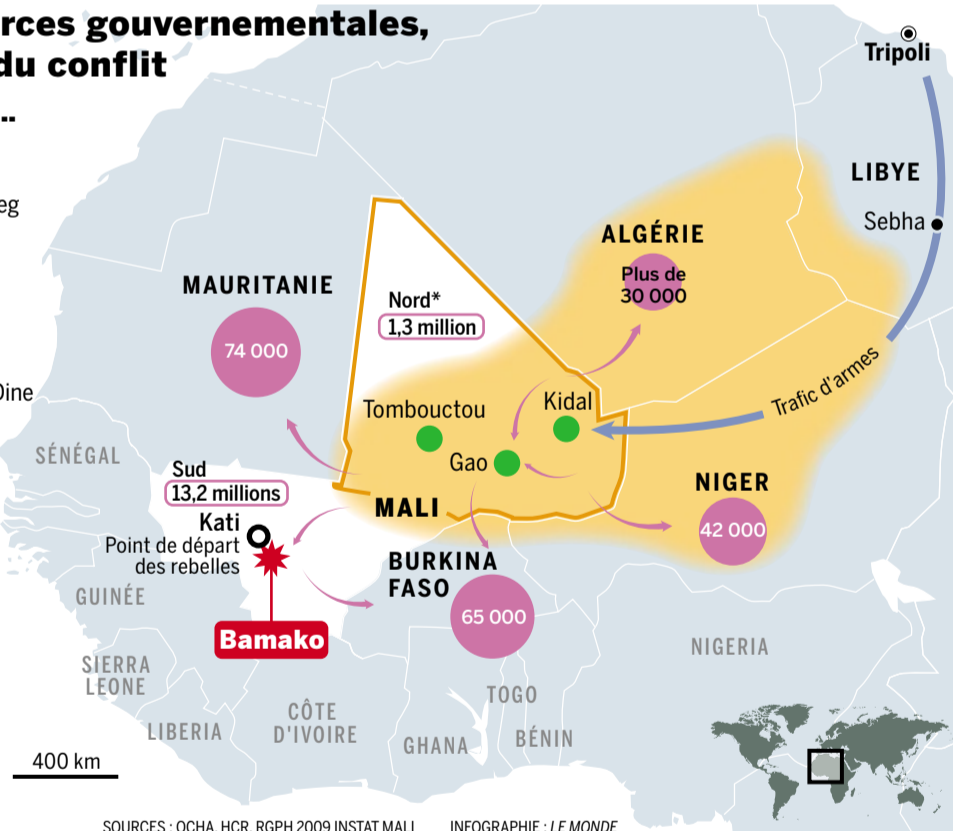 rces gouvernementales,
du conflit
..
eg
Dine
Tripoli
LIBYE
Sebha
ALGÉRIE
Plus de
30 000
MAURITANIE
74 000
Nord*
1,3 million
Trafic d'armes
Tombouctou
Kidal
Gao
SÉNÉGAL
Sud
13,2 millions
MALI
NIGER
42 000
Kati
Point de départ
des rebelles
BURKINA
FASO
65 000
GUINÉE
Bamako
NIGERIA
SIERRA
LEONE
LIBERIA
CÔTE
D'IVOIRE
GHANA
TOGO
BÉNIN
400 km
SOURCES : OCHA, HCR, RGPH 2009 INSTAT MALI
INFOGRAPHIE : LE MONDE